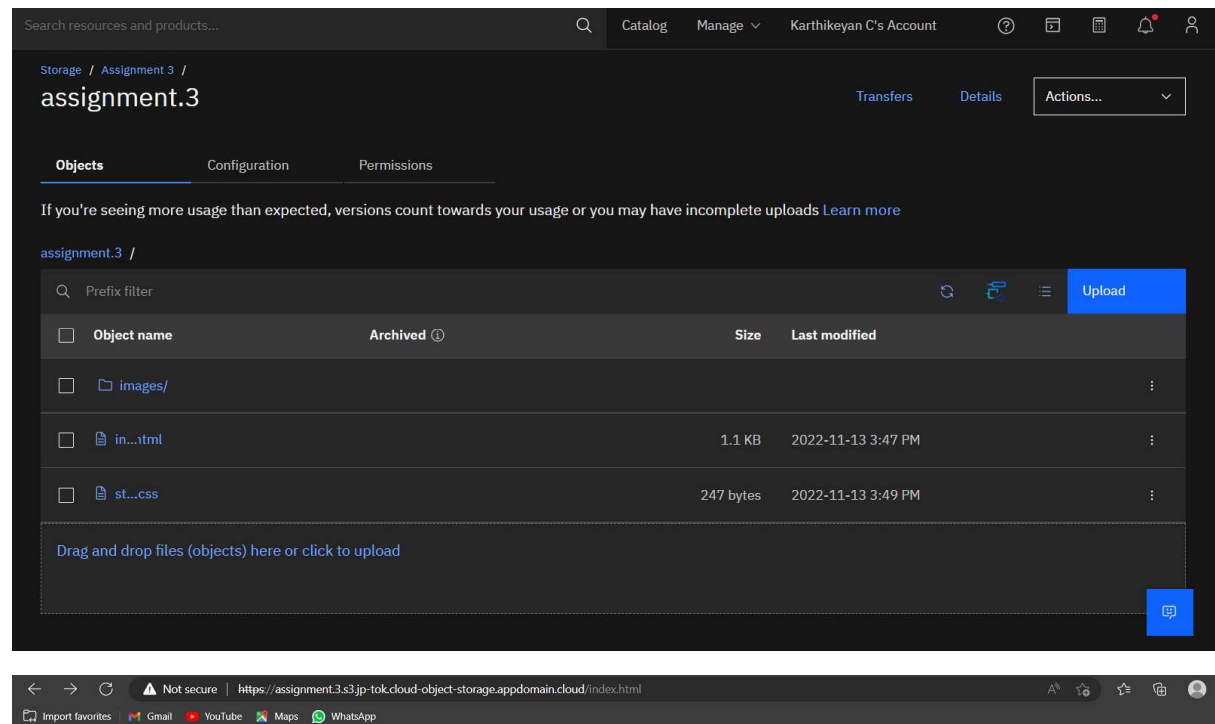 Search resources and products...
Catalog
Manage
Karthikeyan C's Account
Storage / Assignment 3 /
assignment.3
Transfers
Details
Actions...
Objects
Configuration
Permissions
If you're seeing more usage than expected, versions count towards your usage or you may have incomplete uploads Learn more
assignment.3 /
Prefix filter
Upload
Object name Archived Size Last modified
images/
in...ıtml 1.1 KB 2022-11-13 3:47 PM
st...css 247 bytes 2022-11-13 3:49 PM
Drag and drop files (objects) here or click to upload
Not secure | https://assignment.3.s3.jp-tok.cloud-object-storage.appdomain.cloud/index.html
Import favorites Gmail YouTube Maps WhatsApp